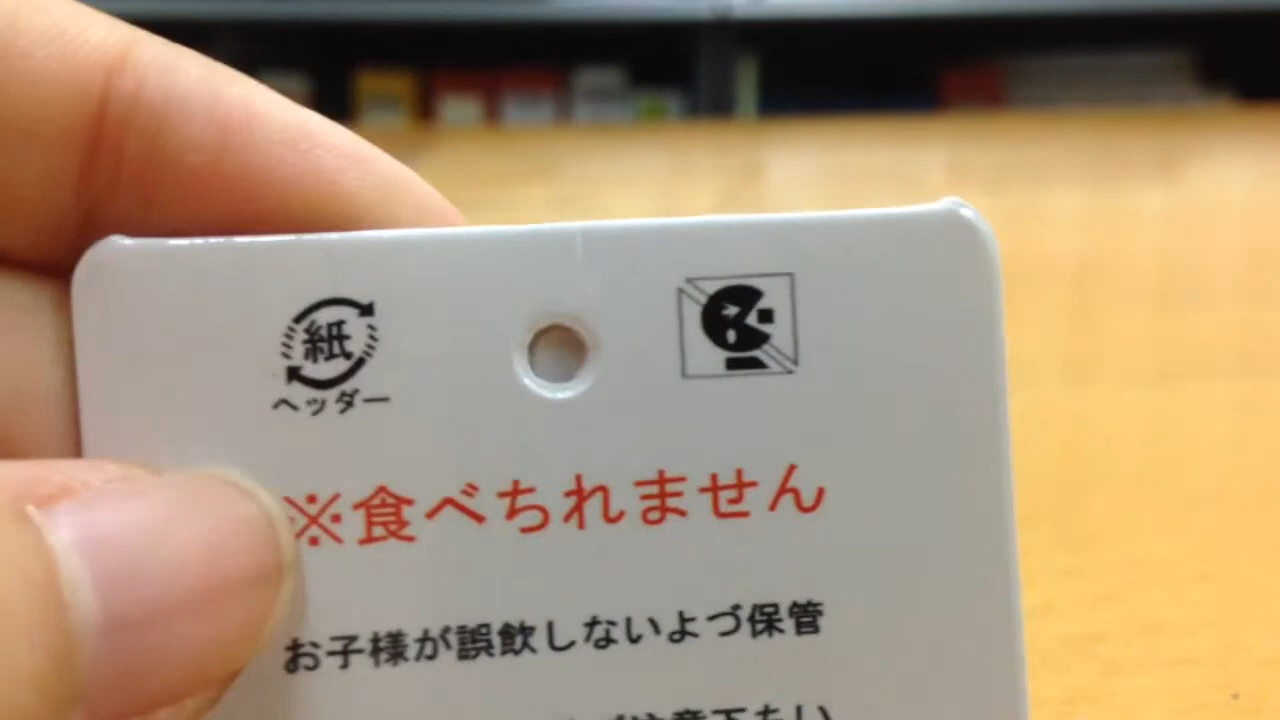 紙
ヘッダー
※食べちれません
お子様が誤飲しないよづ保管